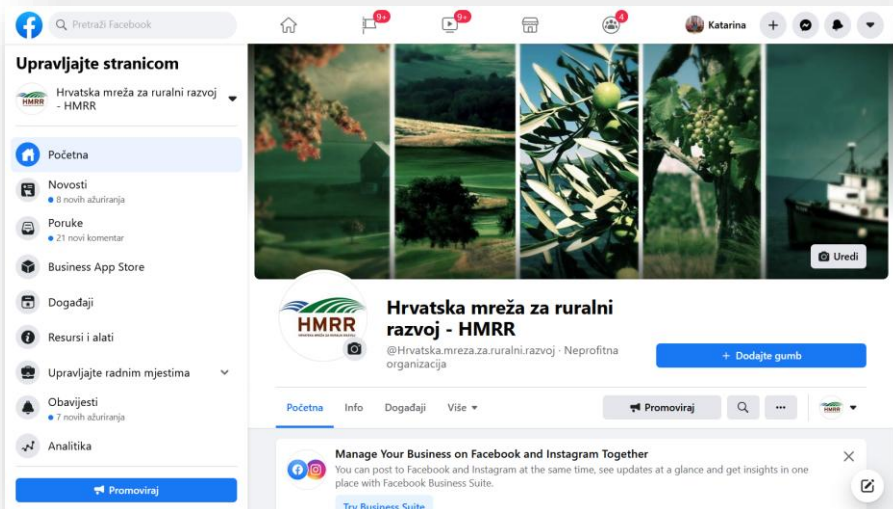 Pretraži Facebook
9+
9+
4
Katarina
Upravljajte stranicom
HMRR
Hrvatska mreža za ruralni razvoj
- HMRR
Početna
Novosti
8 novih ažuriranja
Poruke
21 novi komentar
Business App Store
Događaji
Resursi i alati
Upravljajte radnim mjestima
Obavijesti
7 novih ažuriranja
Analitika
Promoviraj
Uredi
HMRR
Hrvatska mreža za ruralni
razvoj - HMRR
@Hrvatska.mreza.za.ruralni.razvoj · Neprofitna
organizacija
+ Dodajte gumb
Početna
Info
Događaji
Više
Promoviraj
HMRR
Manage Your Business on Facebook and Instagram Together
You can post to Facebook and Instagram at the same time, see updates at a glance and get insights in one
place with Facebook Business Suite.
Try Business Suite